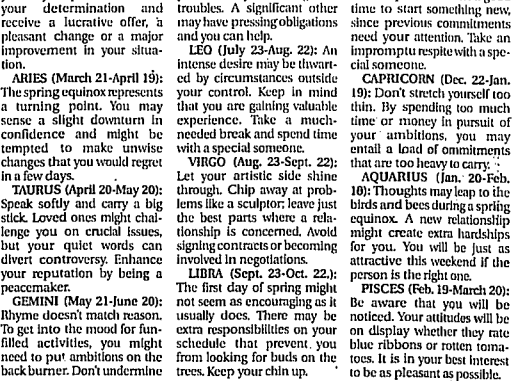 your determination and
receive a lucrative offer, a
pleasant change or a major
improvement in your situa-
tion.
ARIES (March 21-April 19):
The spring equinox represents
a turning point. You may
sense a slight downturn in
confidence and might be
tempted to make unwise
changes that you would regret
in a few days.
TAURUS (April 20-May 20):
Speak softly and carry a big
stick. Loved ones might chal-
lenge you on crucial issues,
but your quiet words can
divert controversy. Enhance
your reputation by being a
peacemaker.
GEMINI (May 21-June 20):
Rhyme doesn't match reason.
To get into the mood for fun-
filled activities, you might
need to put ambitions on the
back burner. Don't undermine
troubles. A significant other
may have pressing obligations
and you can help.
LEO (July 23-Aug. 22): An
intense desire may be thwart-
ed by circumstances outside
your control. Keep in mind
that you are gaining valuable
experience. Take a much-
needed break and spend time
with a special someone.
VIRGO (Aug. 23-Sept. 22):
Let your artistic side shine
through. Chip away at prob-
lems like a sculptor; leave just
the best parts where a rela-
tionship is concerned. Avoid
signing contracts or becoming
involved in negotiations.
LIBRA (Sept. 23-Oct. 22.):
The first day of spring might
not seem as encouraging as it
usually does. There may be
extra responsibilities on your
schedule that prevent you
from looking for buds on the
trees. Keep your chin up.
time to start something new,
since previous commitments
need your attention. Take an
impromptu respite with a spe-
cial someone.
CAPRICORN (Dec. 22-Jan.
19): Don't stretch yourself too
thin. By spending too much
time or money in pursuit of
your ambitions, you may
entail a load of ommitments
that are too heavy to carry.
AQUARIUS (Jan. 20-Feb.
10): Thoughts may leap to the
birds and bees during a spring
equinox. A new relationship
might create extra hardships
for you. You will be just as
attractive this weekend if the
person is the right one.
PISCES (Feb. 19-March 20):
Be aware that you will be
noticed. Your attitudes will be
on display whether they rate
blue ribbons or rotten toma-
toes. It is in your best interest
to be as pleasant as possible.